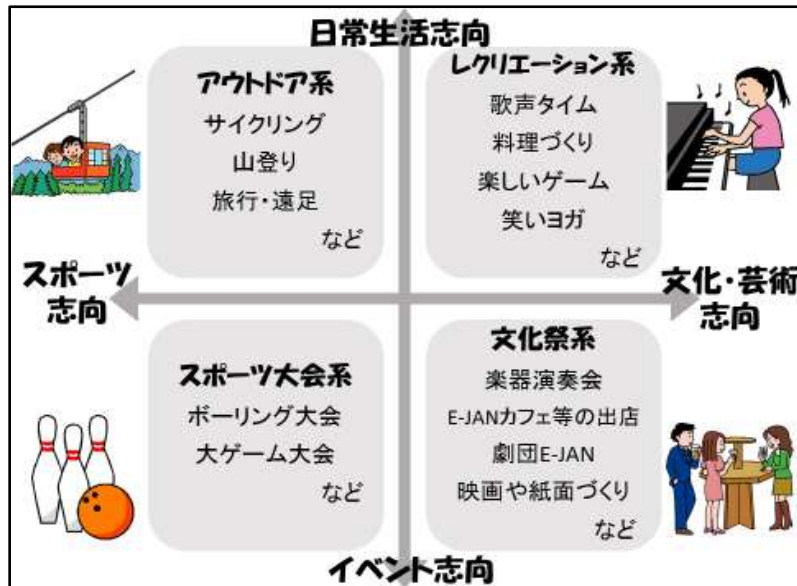 日常生活志向
アウトドア系
サイクリング
山登り
旅行・遠足
など
レクリエーション系
歌声タイム
料理づくり
楽しいゲーム
笑いヨガ
など
スポーツ
志向
文化・芸術
志向
スポーツ大会系
ボーリング大会
大ゲーム大会
など
文化祭系
楽器演奏会
E-JANカフェ等の出店
劇団E-JAN
映画や紙面づくり
など
イベント志向